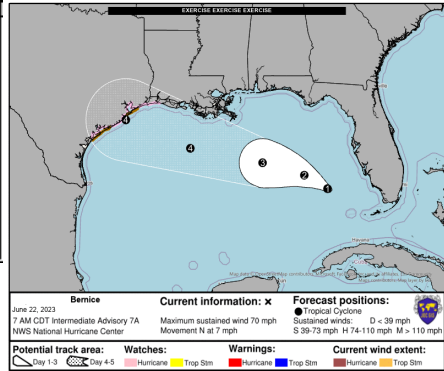 EXERCISE EXERCISE EXERCISE
4
4
3
2
1
Havana
Bernice
June 22, 2023
7 AM CDT Intermediate Advisory 7A
NWS National Hurricane Center
Current information: ×
Maximum sustained wind 70 mph
Movement N at 7 mph
Forecast positions:
● Tropical Cyclone
Sustained winds: D < 39 mph
S 39-73 mph H 74-110 mph M > 110 mph
Potential track area:
Day 1-3 Day 4-5
Watches:
Hurricane Trop Stm
Warnings:
Hurricane Trop Stm
Current wind extent:
Hurricane Trop Stm